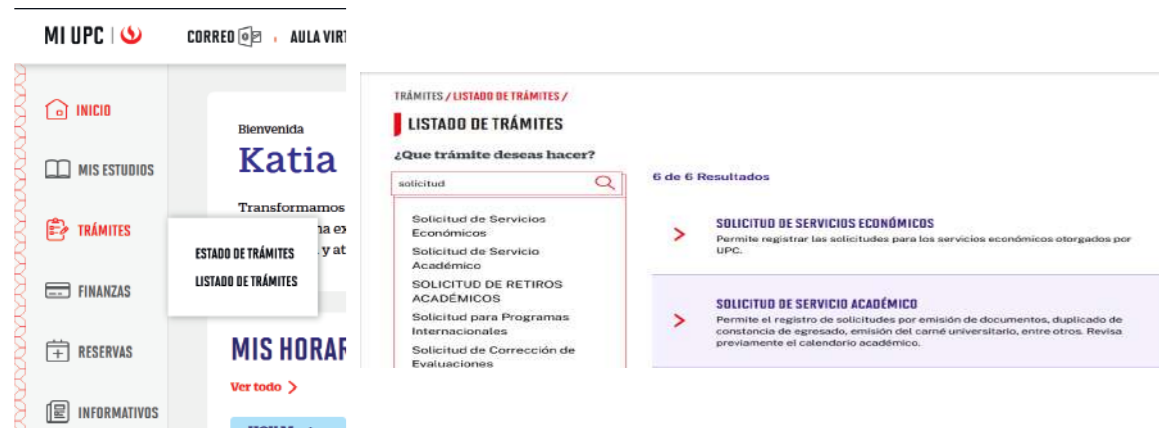 MI UPC
CORREO
AULA
INICIO
MIS ESTUDIOS
TRÁMITES
FINANZAS
RESERVAS
INFORMATIVOS
Bienvenida
Katia
Transformamos
ESTADO DE TRÁMITES
LISTADO DE TRÁMITES
MIS
Ver todo
TRÁMITES / LISTADO DE TRÁMITES /
LISTADO DE TRÁMITES
¿Que trámite deseas hacer?
solicitud
Solicitud de Servicios
Económicos
Solicitud de Servicio
Académico
SOLICITUD DE RETIROS
ACADÉMICOS
Solicitud para Programas
Internacionales
Solicitud de Corrección de
Evaluaciones
6 de 6 Resultados
SOLICITUD DE SERVICIOS ECONÓMICOS
Permite registrar las solicitudes para los servicios económicos otorgados por
UPC.
SOLICITUD DE SERVICIO ACADÉMICO
Permite el registro de solicitudes por emisión de documentos, duplicado de
constancia de egresado, emisión del carné universitario, entre otros. Revisa
previamente el calendario académico.